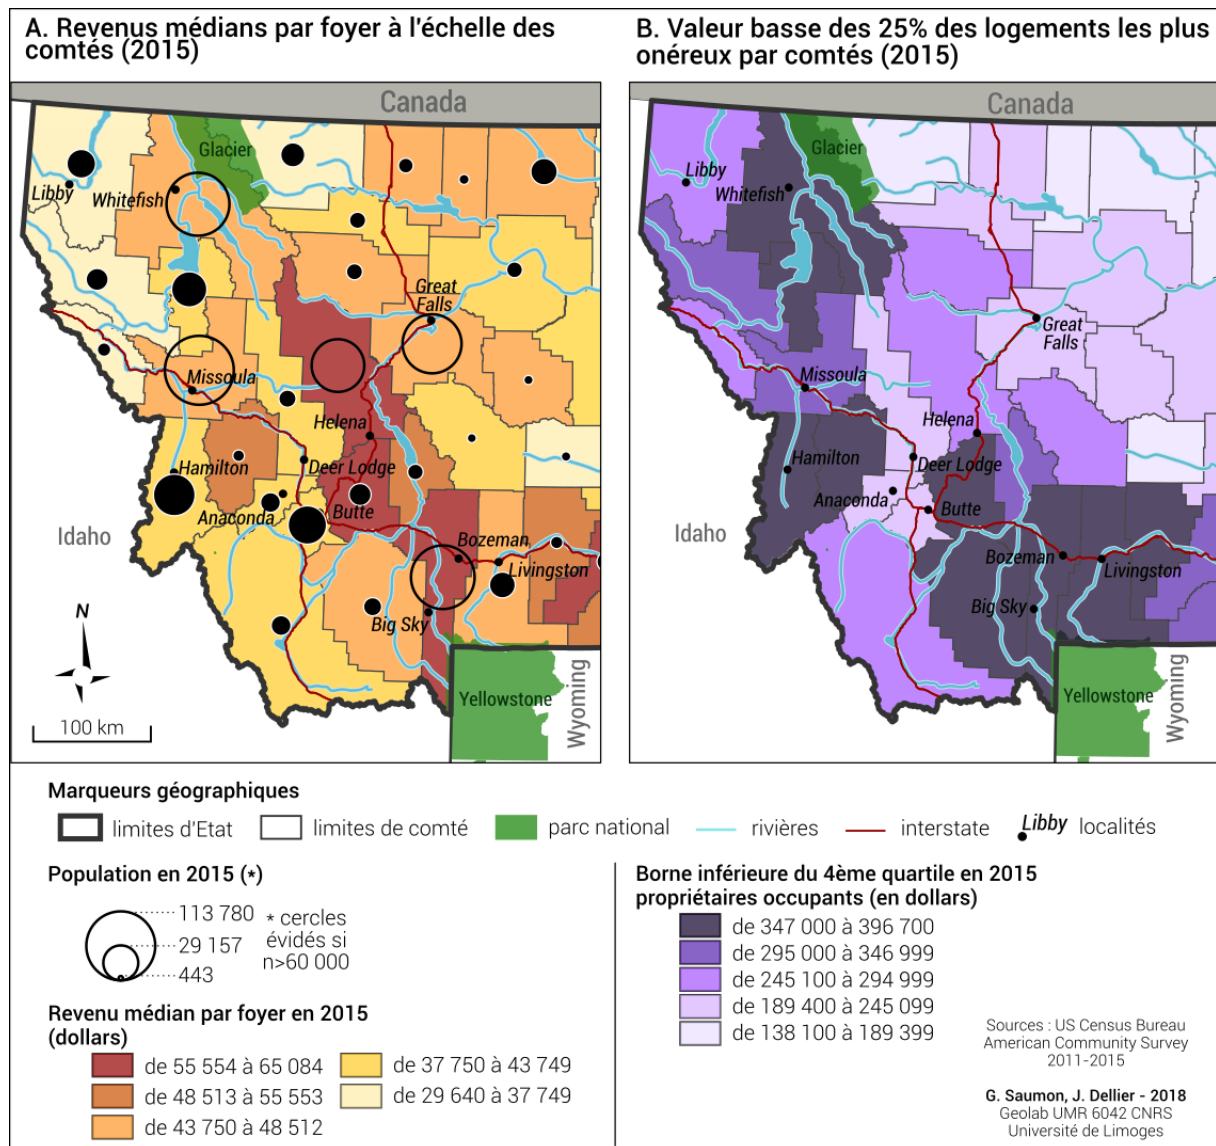 A. Revenus médians par foyer à l'échelle des
comtés (2015)
Canada
Glacier
Libby
Whitefish
Great
Falls
Missoula
Helena
Hamilton
Deer Lodge
Anaconda
Butte
Idaho
Bozeman
Livingston
Big Sky
N
Yellowstone
Wyoming
100 km
B. Valeur basse des 25% des logements les plus
onéreux par comtés (2015)
Canada
Glacier
Libby
Whitefish
Great
Falls
Missoula
Helena
Hamilton
Deer Lodge
Anaconda
Butte
Idaho
Bozeman
Livingston
Big Sky
Yellowstone
Wyoming
Marqueurs géographiques
limites d'Etat
limites de comté
parc national
rivières
interstate
Libby
localités
Population en 2015 (*)
113 780
29 157
443
* cercles
évidés si
n>60 000
Revenu médian par foyer en 2015
(dollars)
de 55 554 à 65 084
de 48 513 à 55 553
de 43 750 à 48 512
de 37 750 à 43 749
de 29 640 à 37 749
Borne inférieure du 4ème quartile en 2015
propriétaires occupants (en dollars)
de 347 000 à 396 700
de 295 000 à 346 999
de 245 100 à 294 999
de 189 400 à 245 099
de 138 100 à 189 399
Sources : US Census Bureau
American Community Survey
2011-2015
G. Saumon, J. Dellier - 2018
Geolab UMR 6042 CNRS
Université de Limoges